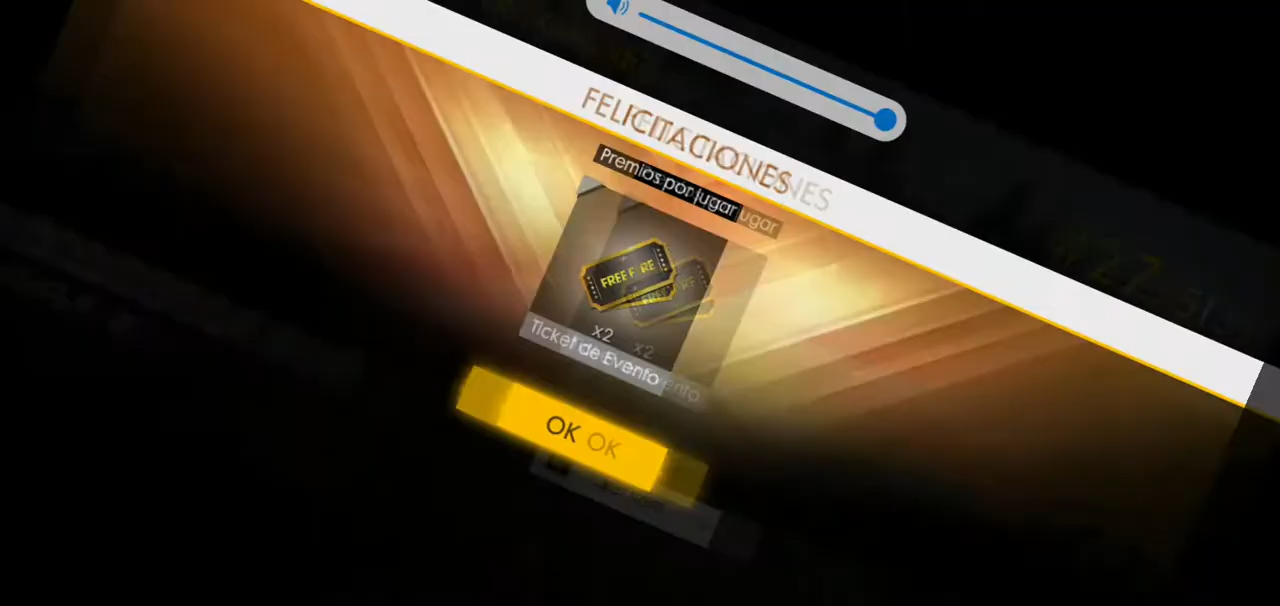 FELICITACIONES
Premios por jugar
FREE FIRE
x2
Ticket de Evento
OK